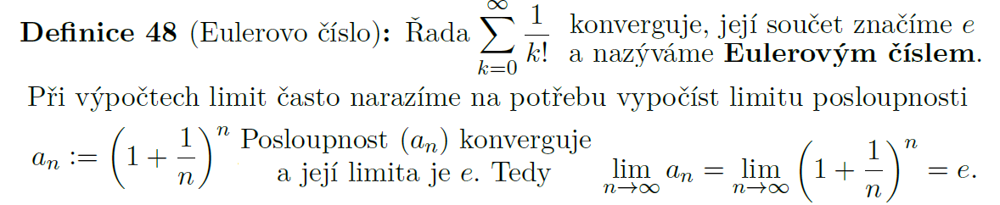 Definice 48 (Eulerovo číslo): Řada $\sum_{k=0}^{\infty} \frac{1}{k!}$ konverguje, její součet značíme $e$
a nazýváme Eulerovým číslem.
Při výpočtech limit často narazíme na potřebu vypočíst limitu posloupnosti
$a_n := \left(1 + \frac{1}{n}\right)^n$ Posloupnost $(a_n)$ konverguje
a její limita je $e$. Tedy $\lim_{n \to \infty} a_n = \lim_{n \to \infty} \left(1 + \frac{1}{n}\right)^n = e.$